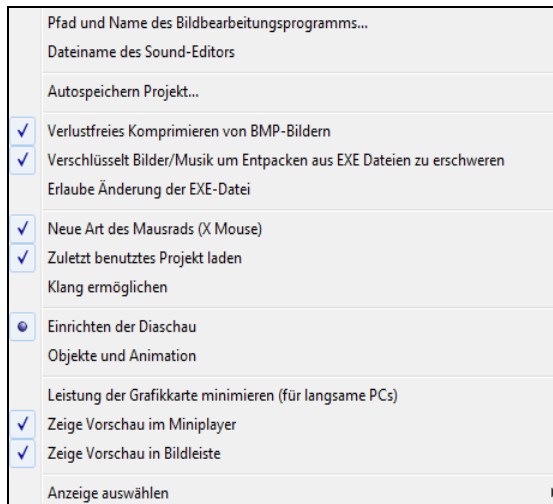 Pfad und Name des Bildbearbeitungsprogramms...
Dateiname des Sound-Editors
Autospeichern Projekt...
Verlustfreies Komprimieren von BMP-Bildern
Verschlüsselt Bilder/Musik um Entpacken aus EXE Dateien zu erschweren
Erlaube Änderung der EXE-Datei
Neue Art des Mausrads (X Mouse)
Zuletzt benutztes Projekt laden
Klang ermöglichen
Einrichten der Diaschau
Objekte und Animation
Leistung der Grafikkarte minimieren (für langsame PCs)
Zeige Vorschau im Miniplayer
Zeige Vorschau in Bildleiste
Anzeige auswählen